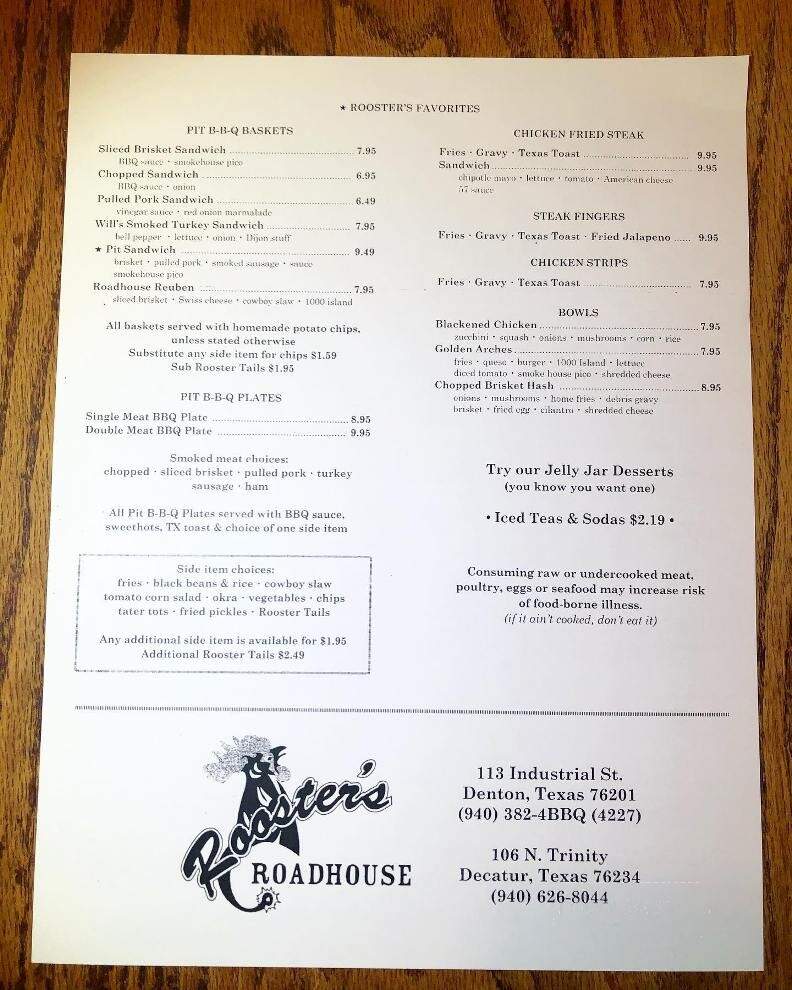 ★ ROOSTER'S FAVORITES
PIT B-B-Q BASKETS
Sliced Brisket Sandwich ........ 7.95
BBQ sauce · smokehouse pico
Chopped Sandwich ........ 6.95
BBQ sauce · onion
Pulled Pork Sandwich ........ 6.49
vinegar sauce · red onion marmalade
Will's Smoked Turkey Sandwich ........ 7.95
bell pepper · lettuce · onion · Dijon stuff
★ Pit Sandwich ........ 9.49
brisket · pulled pork · smoked sausage · sauce
smokehouse pico
Roadhouse Reuben ........ 7.95
sliced brisket · Swiss cheese · cowboy slaw · 1000 island
All baskets served with homemade potato chips,
unless stated otherwise
Substitute any side item for chips $1.59
Sub Rooster Tails $1.95
PIT B-B-Q PLATES
Single Meat BBQ Plate ........ 8.95
Double Meat BBQ Plate ........ 9.95
Smoked meat choices:
chopped · sliced brisket · pulled pork · turkey
sausage · ham
All Pit B-B-Q Plates served with BBQ sauce,
sweethots, TX toast & choice of one side item
Side item choices:
fries · black beans & rice · cowboy slaw
tomato corn salad · okra · vegetables · chips
tater tots · fried pickles · Rooster Tails
Any additional side item is available for $1.95
Additional Rooster Tails $2.49
CHICKEN FRIED STEAK
Fries · Gravy · Texas Toast ........ 9.95
Sandwich ........ 9.95
chipotle mayo · lettuce · tomato · American cheese
57 sauce
STEAK FINGERS
Fries · Gravy · Texas Toast · Fried Jalapeno ...... 9.95
CHICKEN STRIPS
Fries · Gravy · Texas Toast ........ 7.95
BOWLS
Blackened Chicken ........ 7.95
zucchini · squash · onions · mushrooms · corn · rice
Golden Arches ........ 7.95
fries · queso · burger · 1000 Island · lettuce
diced tomato · smoke house pico · shredded cheese
Chopped Brisket Hash ........ 8.95
onions · mushrooms · home fries · debris gravy
brisket · fried egg · cilantro · shredded cheese
Try our Jelly Jar Desserts
(you know you want one)
• Iced Teas & Sodas $2.19 •
Consuming raw or undercooked meat,
poultry, eggs or seafood may increase risk
of food-borne illness.
(if it ain't cooked, don't eat it)
Rooster's
ROADHOUSE
113 Industrial St.
Denton, Texas 76201
(940) 382-4BBQ (4227)
106 N. Trinity
Decatur, Texas 76234
(940) 626-8044